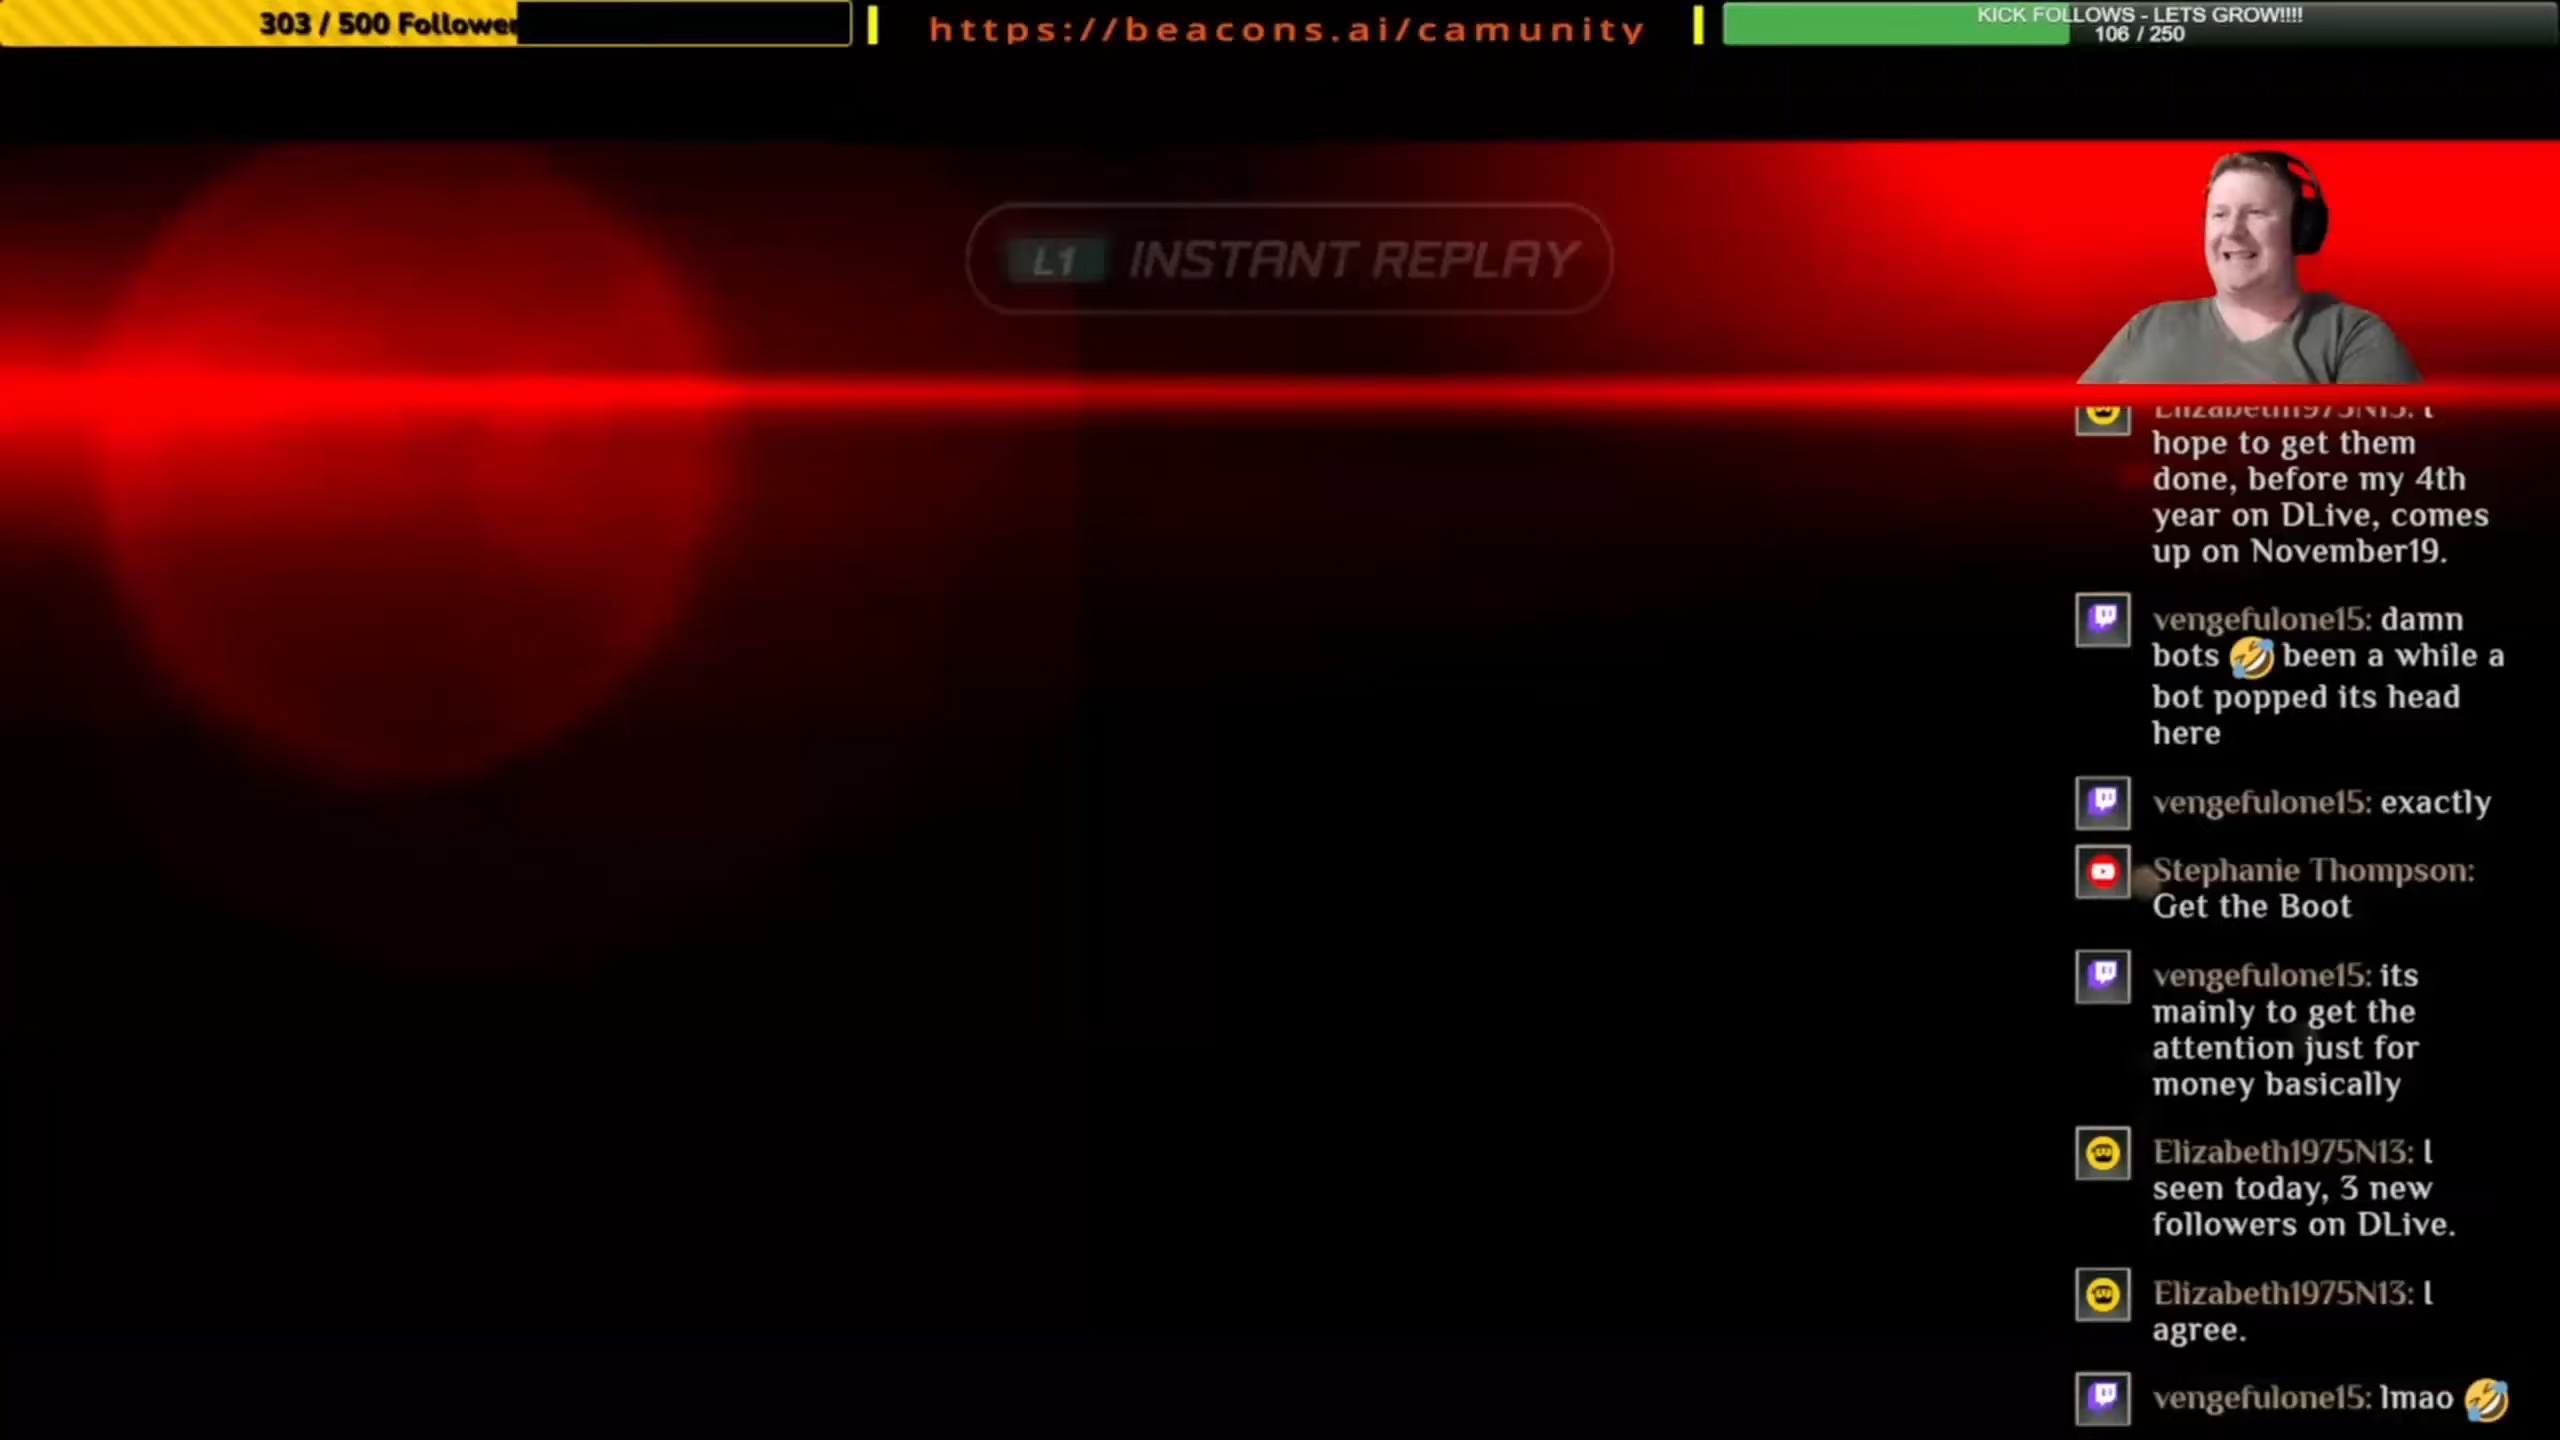 303 / 500 Follower
https://beacons.ai/camunity
KICK FOLLOWS - LETS GROW!!!!
106 / 250
L1 INSTANT REPLAY
Elizabeth1975N13: I
hope to get them
done, before my 4th
year on DLive, comes
up on November19.
vengefulone15: damn
bots 🤣 been a while a
bot popped its head
here
vengefulone15: exactly
Stephanie Thompson:
Get the Boot
vengefulone15: its
mainly to get the
attention just for
money basically
Elizabeth1975N13: I
seen today, 3 new
followers on DLive.
Elizabeth1975N13: I
agree.
vengefulone15: lmao 🤣